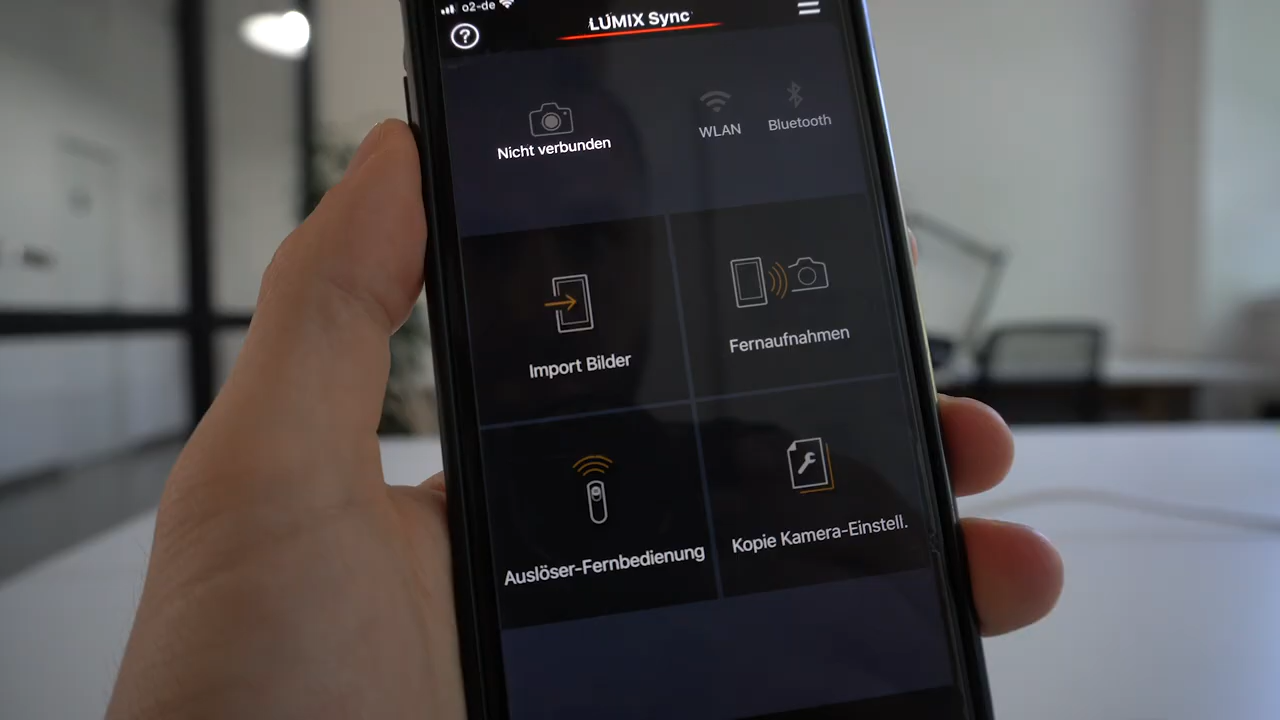 o2-de
LUMIX Sync
Nicht verbunden
WLAN
Bluetooth
Import Bilder
Fernaufnahmen
Auslöser-Fernbedienung
Kopie Kamera-Einstell.